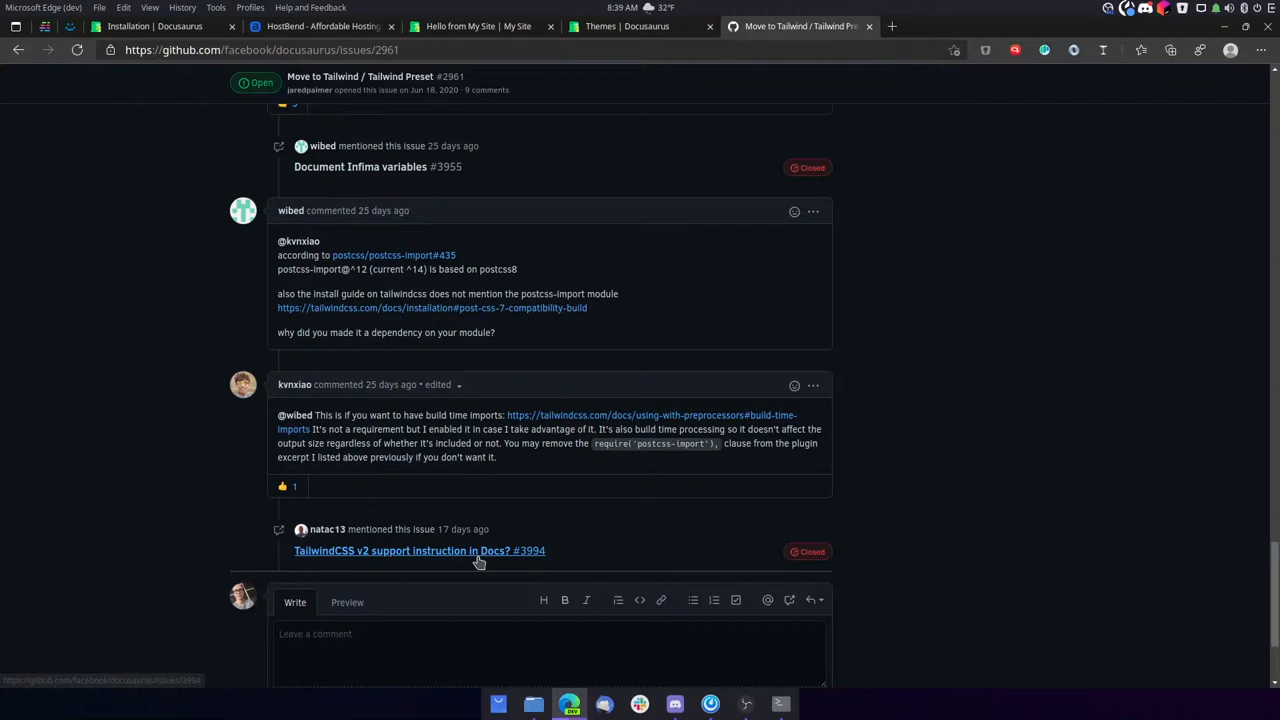 Microsoft Edge (dev) File Edit View History Tools Profiles Help and Feedback 8:39 AM 32°F
Installation | Docusaurus
HostBend - Affordable Hosting
Hello from My Site | My Site
Themes | Docusaurus
Move to Tailwind / Tailwind Pre
https://github.com/facebook/docusaurus/issues/2961
Open
Move to Tailwind / Tailwind Preset #2961
jaredpalmer opened this issue on Jun 18, 2020 · 9 comments
wibed mentioned this issue 25 days ago
Document Infima variables #3955
Closed
wibed commented 25 days ago
@kvnxiao
according to postcss/postcss-import#435
postcss-import@^12 (current ^14) is based on postcss8
also the install guide on tailwindcss does not mention the postcss-import module
https://tailwindcss.com/docs/installation#post-css-7-compatibility-build
why did you made it a dependency on your module?
kvnxiao commented 25 days ago • edited
@wibed This is if you want to have build time imports: https://tailwindcss.com/docs/using-with-preprocessors#build-time-
imports It's not a requirement but I enabled it in case I take advantage of it. It's also build time processing so it doesn't affect the
output size regardless of whether it's included or not. You may remove the require('postcss-import'), clause from the plugin
excerpt I listed above previously if you don't want it.
1
natac13 mentioned this issue 17 days ago
TailwindCSS v2 support instruction in Docs? #3994
Closed
Write Preview
Leave a comment
https://github.com/facebook/docusaurus/issues/3994
DEV